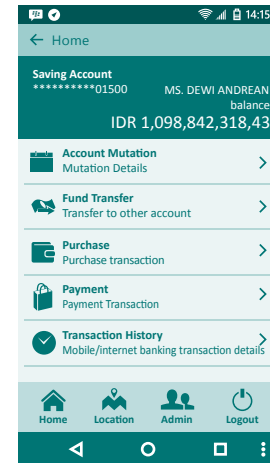 14:15
Home
Saving Account
**********01500
MS. DEWI ANDREAN
balance
IDR 1,098,842,318,43
Account Mutation
Mutation Details
Fund Transfer
Transfer to other account
Purchase
Purchase transaction
Payment
Payment Transaction
Transaction History
Mobile/internet banking transaction details
Home
Location
Admin
Logout